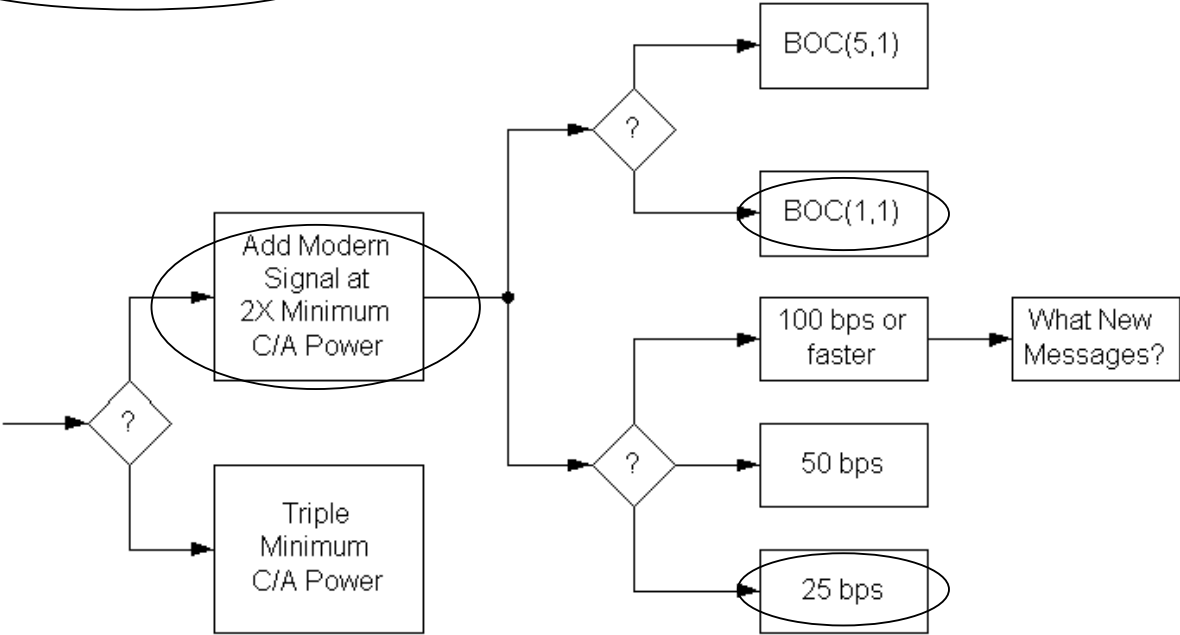 ?
Add Modern
Signal at
2X Minimum
C/A Power
Triple
Minimum
C/A Power
?
BOC(5,1)
BOC(1,1)
?
100 bps or
faster
What New
Messages?
50 bps
25 bps